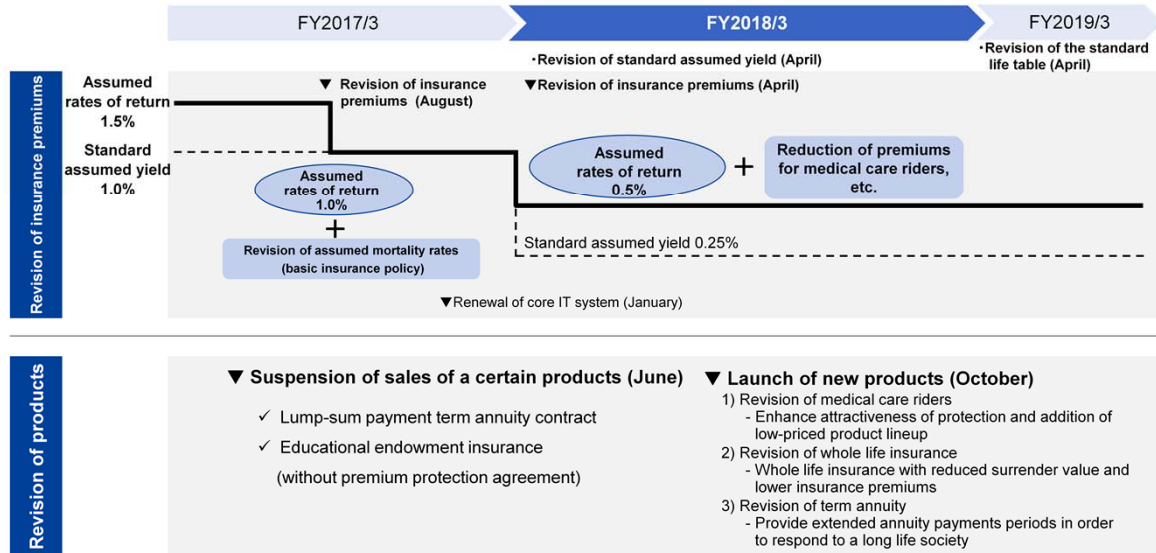 FY2017/3
FY2018/3
FY2019/3
・Revision of standard assumed yield (April)
・Revision of the standard
life table (April)
Revision of insurance premiums
Assumed
rates of return
1.5%
▼ Revision of insurance
premiums (August)
▼Revision of insurance premiums (April)
Standard
assumed yield
1.0%
Assumed
rates of return
1.0%
+
Revision of assumed mortality rates
(basic insurance policy)
Assumed
rates of return
0.5%
+
Reduction of premiums
for medical care riders,
etc.
Standard assumed yield 0.25%
▼Renewal of core IT system (January)
Revision of products
▼ Suspension of sales of a certain products (June)
✓ Lump-sum payment term annuity contract
✓ Educational endowment insurance
(without premium protection agreement)
▼ Launch of new products (October)
1) Revision of medical care riders
- Enhance attractiveness of protection and addition of
low-priced product lineup
2) Revision of whole life insurance
- Whole life insurance with reduced surrender value and
lower insurance premiums
3) Revision of term annuity
- Provide extended annuity payments periods in order
to respond to a long life society